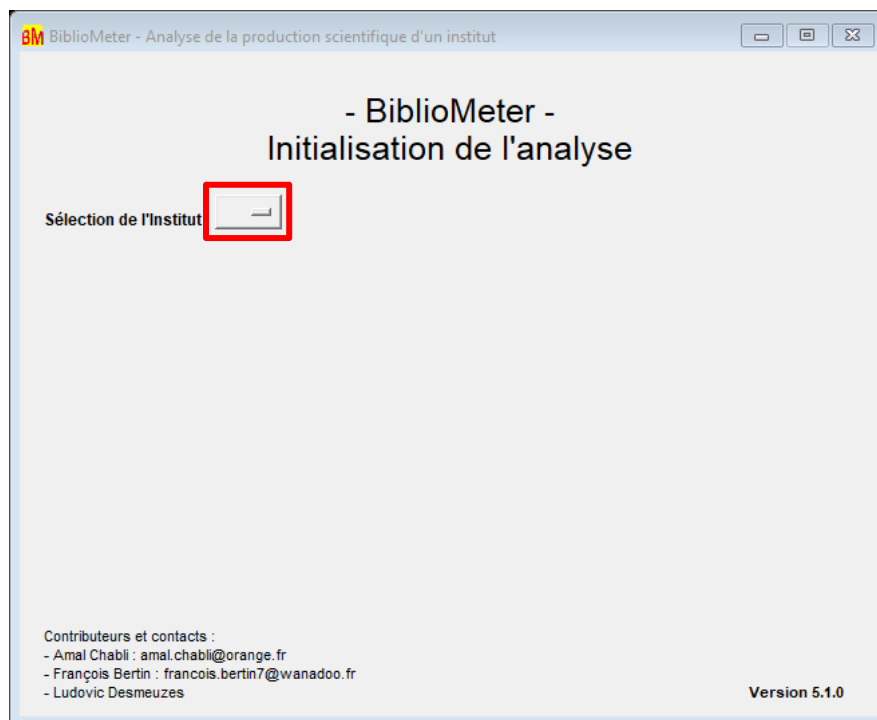 BM BiblioMeter - Analyse de la production scientifique d'un institut
- BiblioMeter -
Initialisation de l'analyse
Sélection de l'Institut
Contributeurs et contacts :
- Amal Chabli : amal.chabli@orange.fr
- François Bertin : francois.bertin7@wanadoo.fr
- Ludovic Desmeuzes
Version 5.1.0